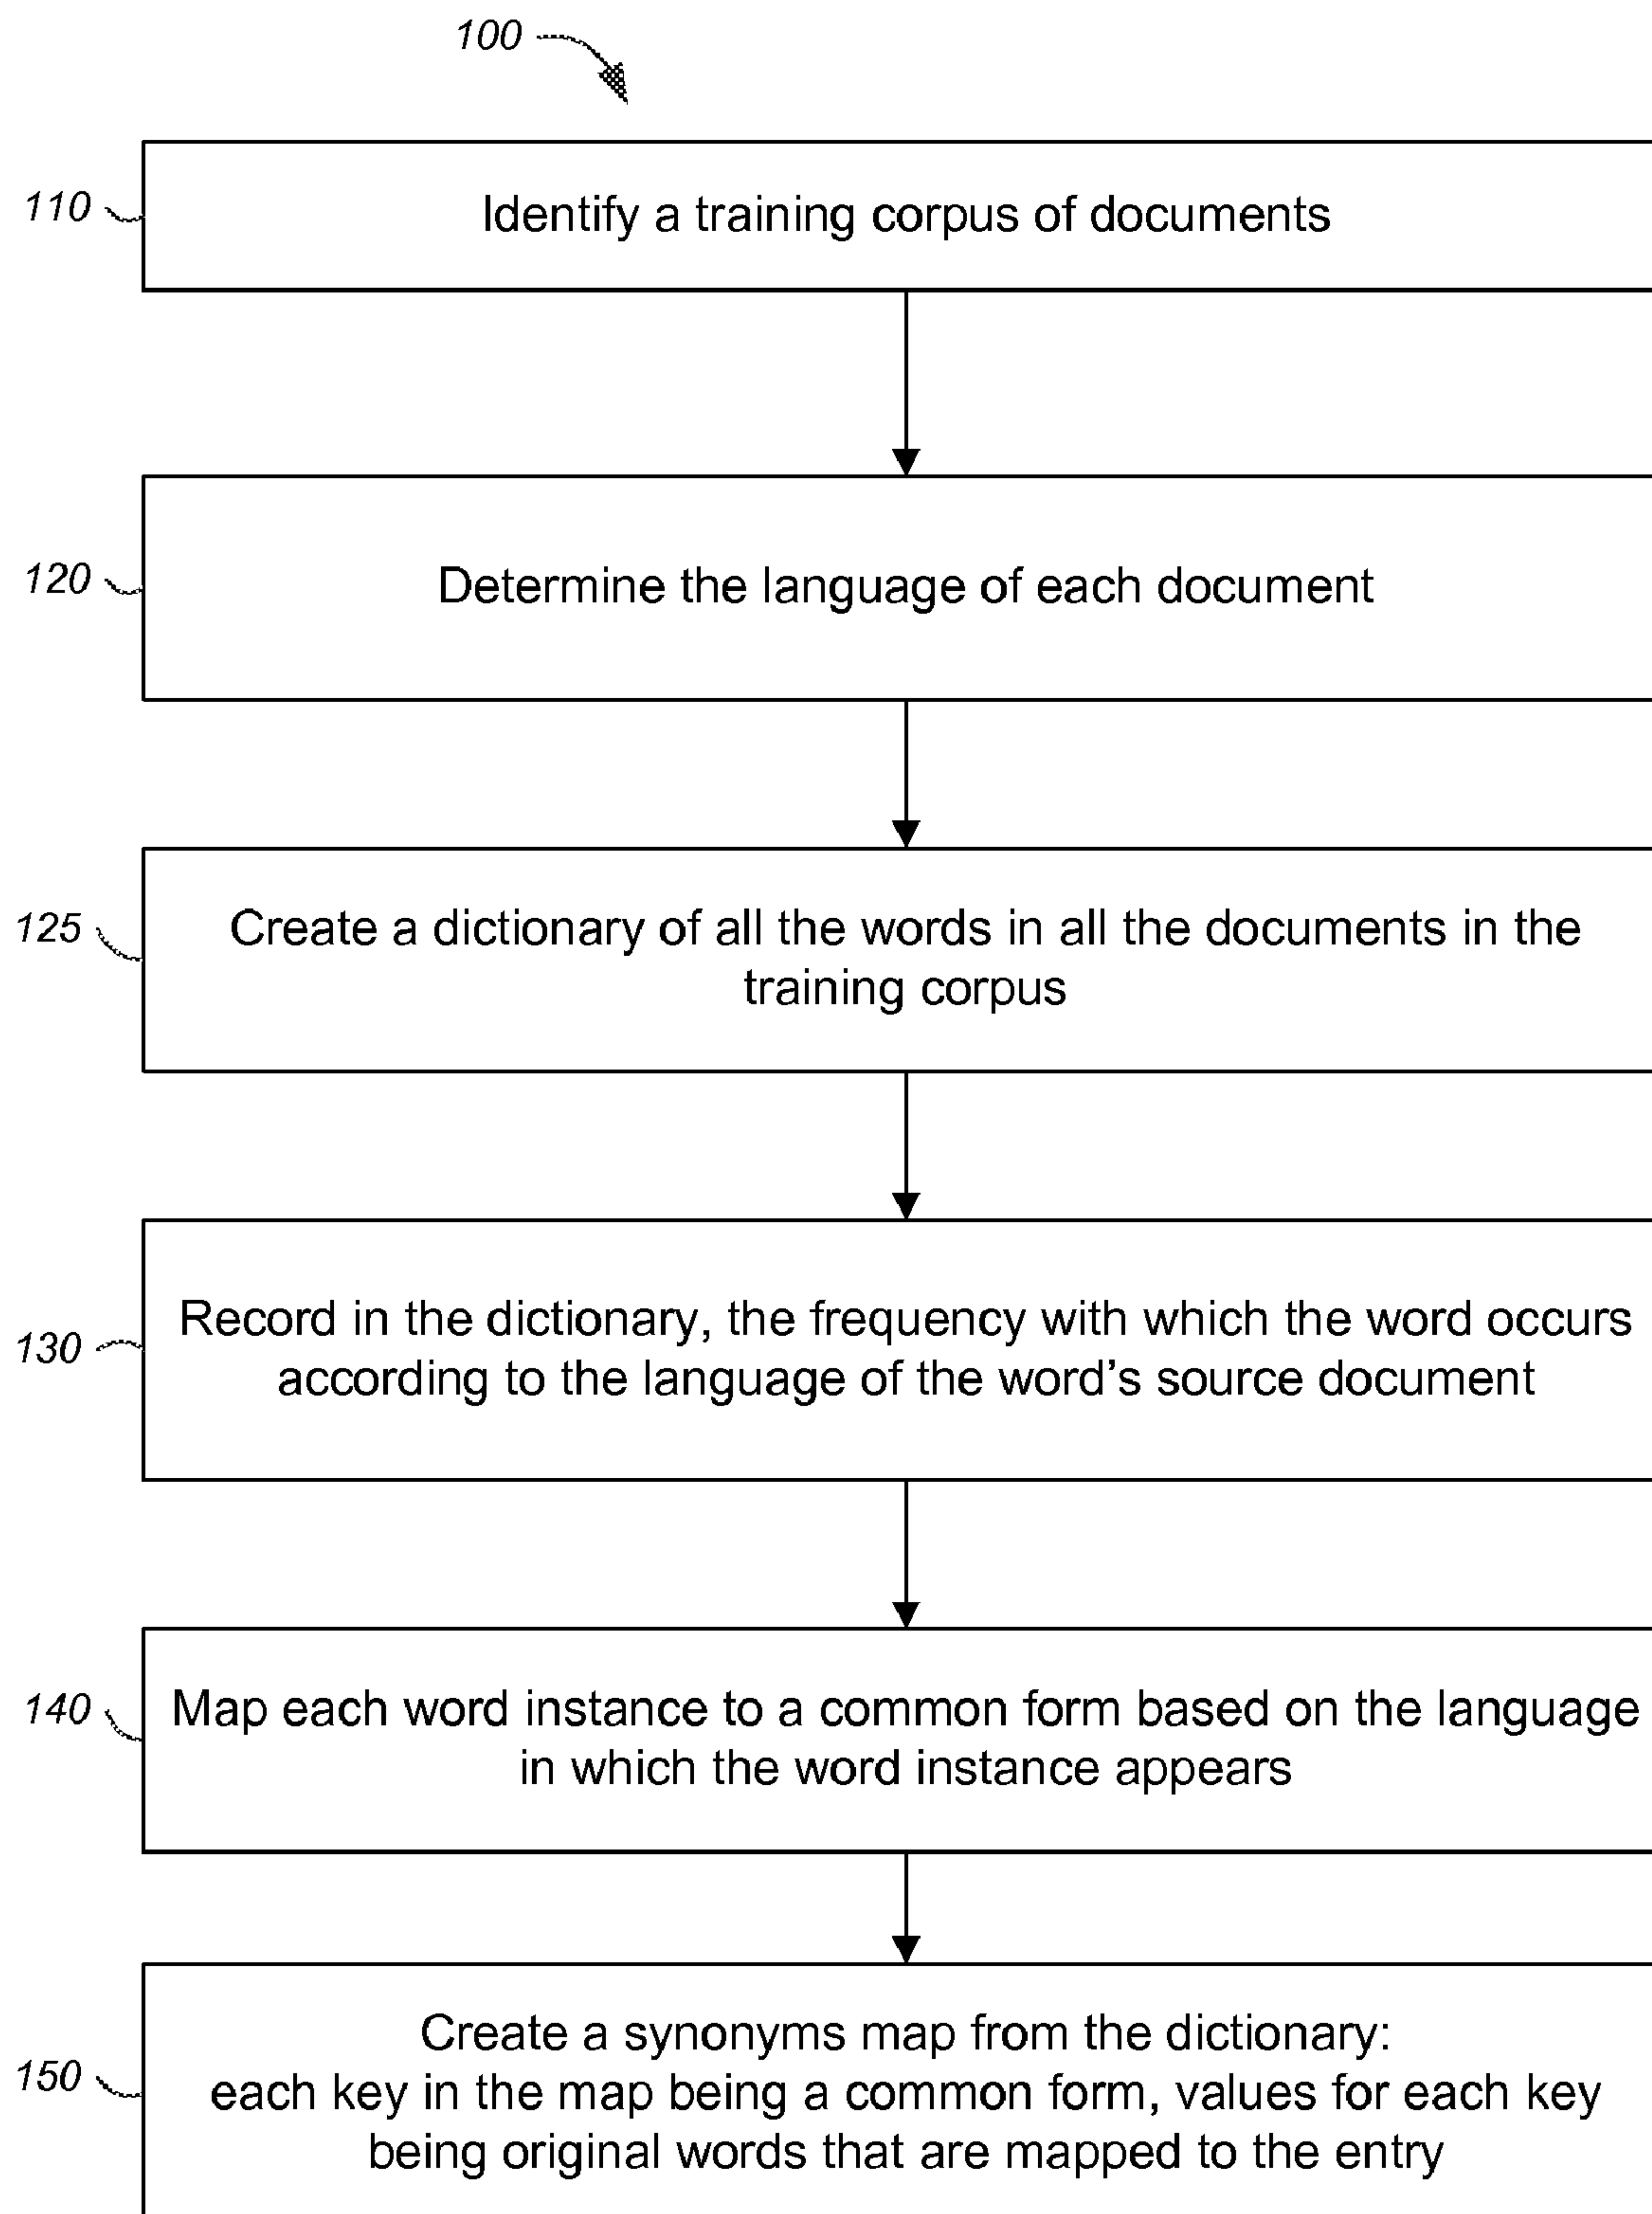 100
110
Identify a training corpus of documents
120
Determine the language of each document
125
Create a dictionary of all the words in all the documents in the
training corpus
130
Record in the dictionary, the frequency with which the word occurs
according to the language of the word's source document
140
Map each word instance to a common form based on the language
in which the word instance appears
150
Create a synonyms map from the dictionary:
each key in the map being a common form, values for each key
being original words that are mapped to the entry